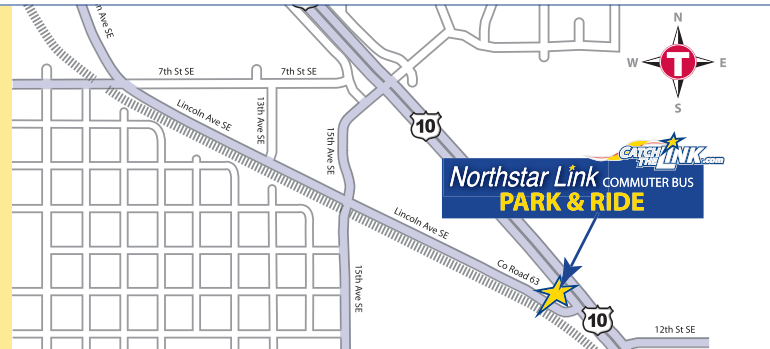 10
n Ave SE
N
W T E
S
7th St SE
7th St SE
Lincoln Ave SE
13th Ave SE
15th Ave SE
10
CATCH THE LINK.com
Northstar Link COMMUTER BUS
PARK & RIDE
Lincoln Ave SE
Co Road 63
15th Ave SE
10
12th St SE